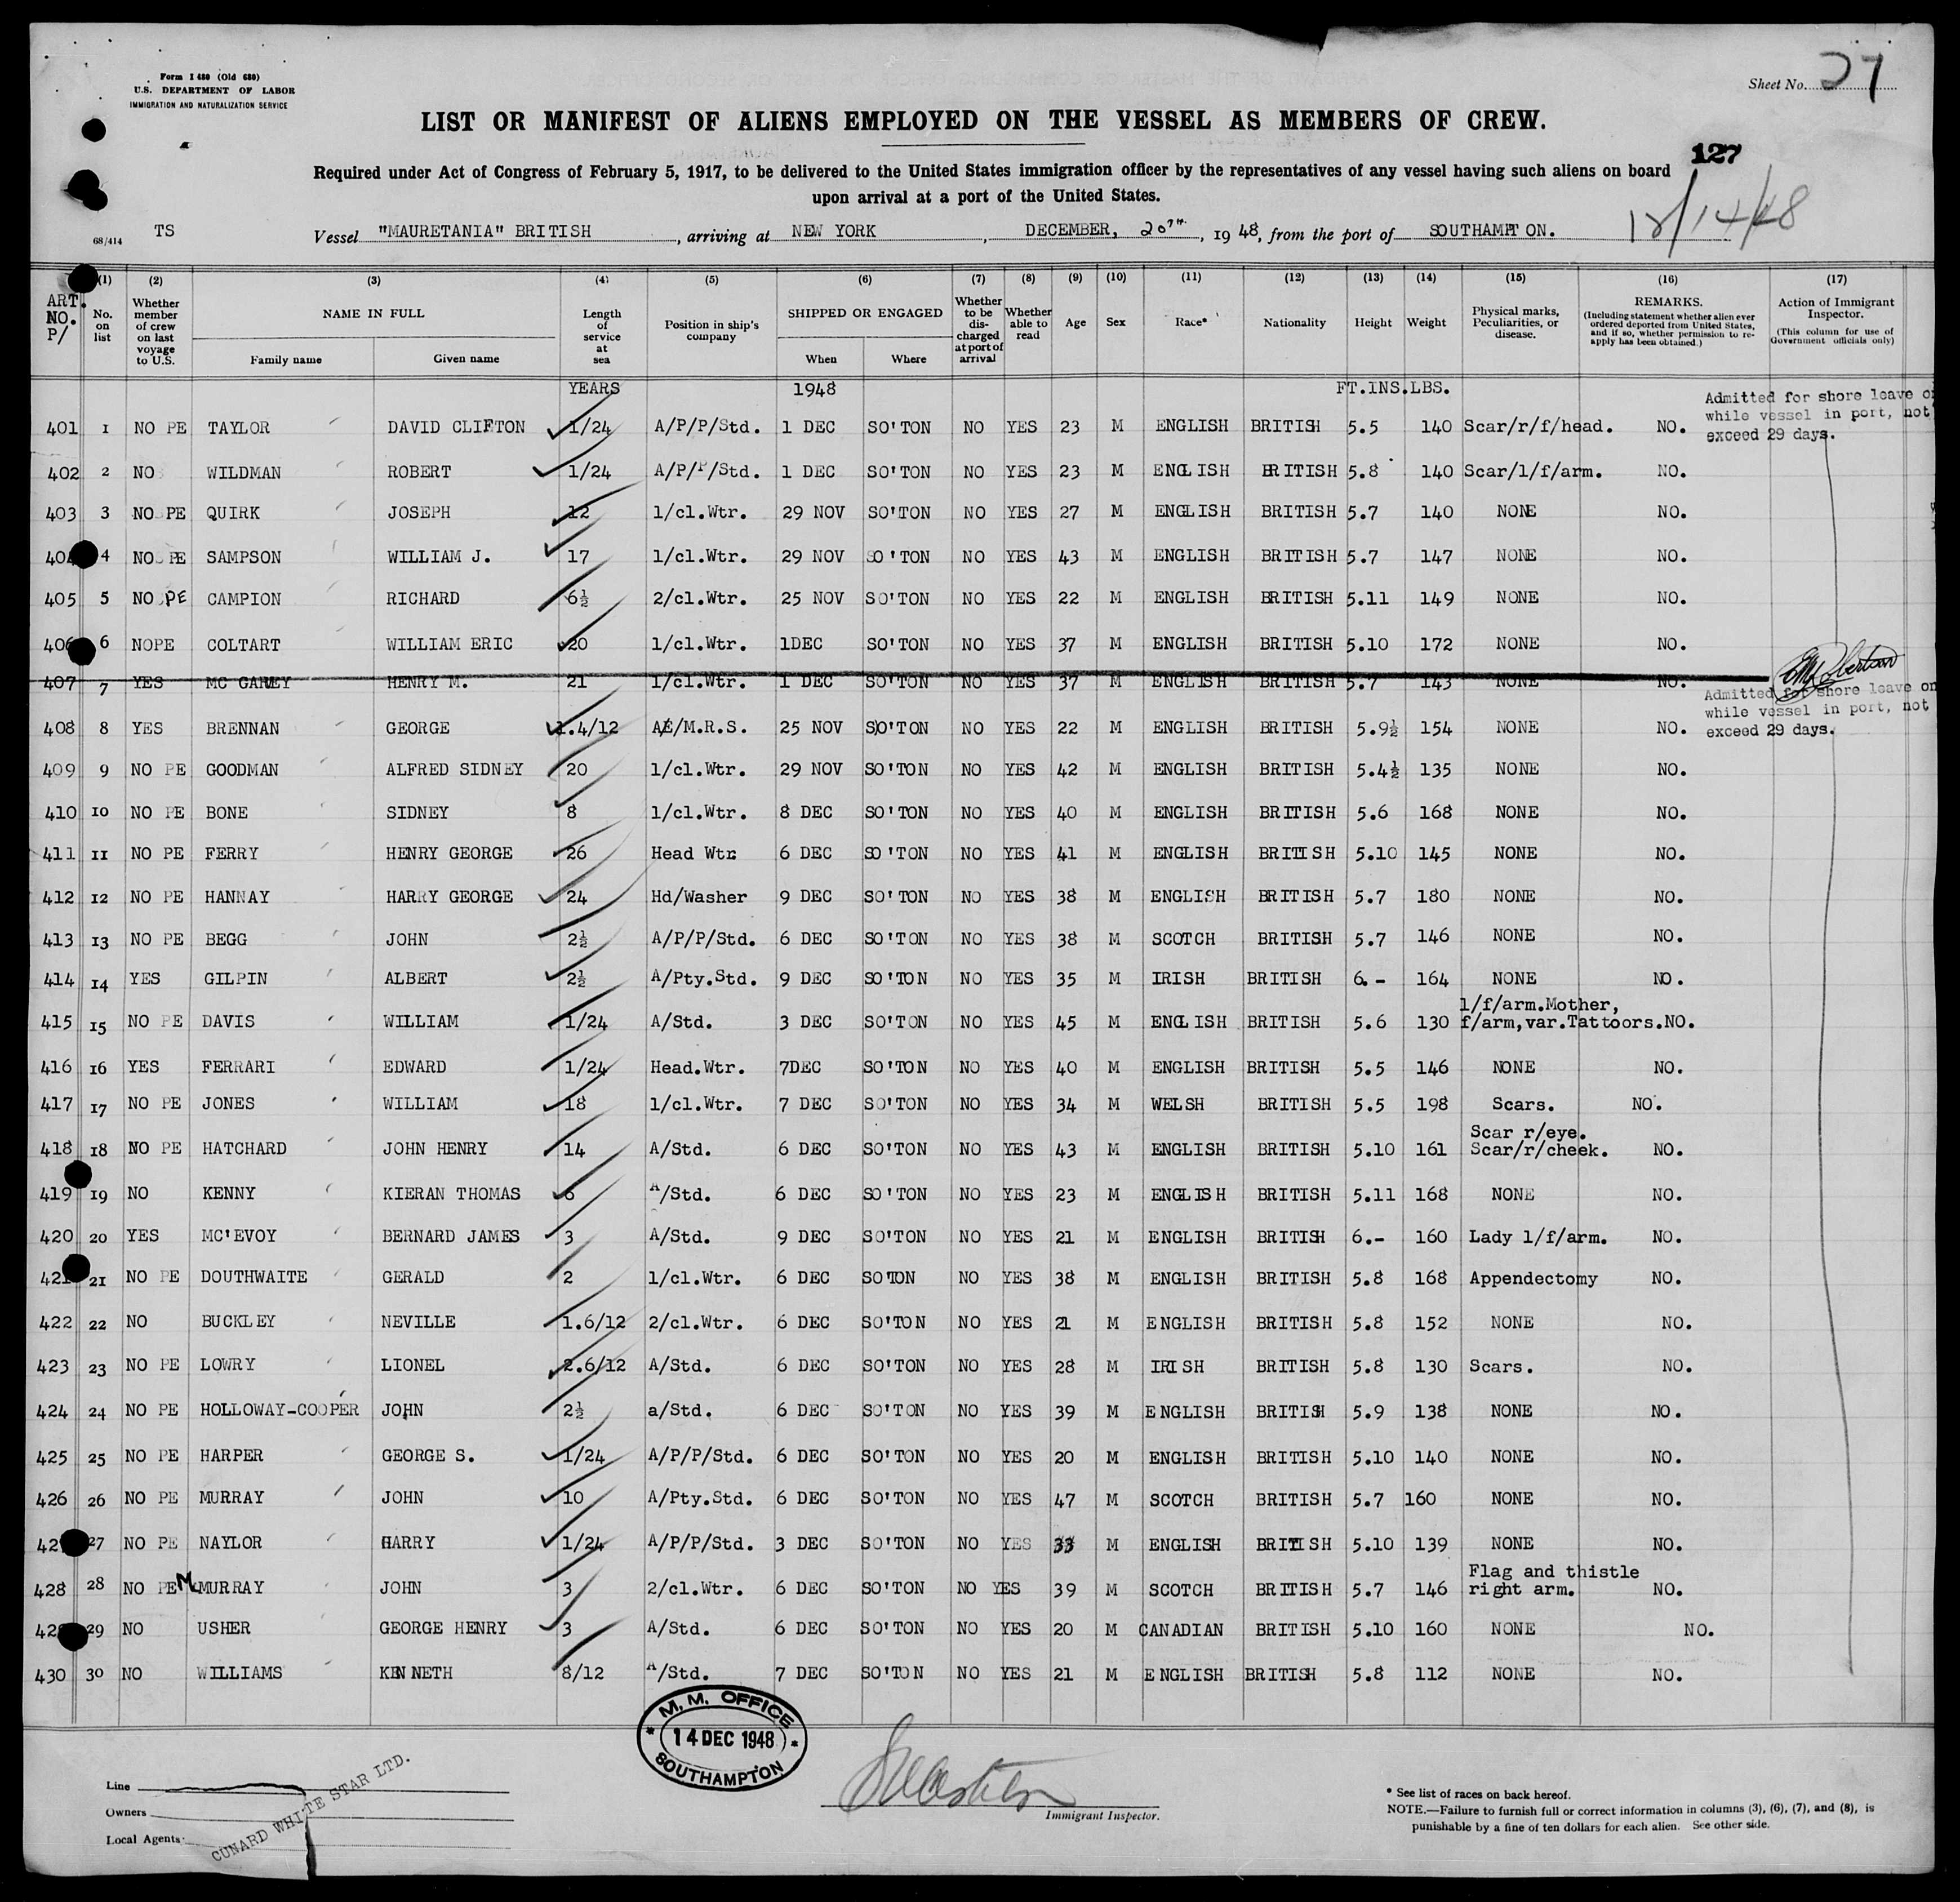 Form I 480 (Old 680)
U.S. DEPARTMENT OF LABOR
IMMIGRATION AND NATURALIZATION SERVICE
Sheet No. 27
LIST OR MANIFEST OF ALIENS EMPLOYED ON THE VESSEL AS MEMBERS OF CREW.
127
Required under Act of Congress of February 5, 1917, to be delivered to the United States immigration officer by the representatives of any vessel having such aliens on board
upon arrival at a port of the United States.
68/414 TS Vessel "MAURETANIA" BRITISH, arriving at NEW YORK, DECEMBER, 20TH, 1948, from the port of SOUTHAMPTON. 12/14/48
(1) (2) (3) (4) (5) (6) (7) (8) (9) (10) (11) (12) (13) (14) (15) (16) (17)
ART. NO. P/ No. on list Whether member of crew on last voyage to U.S. NAME IN FULL Family name Given name Length of service at sea Position in ship's company SHIPPED OR ENGAGED When Where Whether to be discharged at port of arrival Whether able to read Age Sex Race* Nationality Height Weight Physical marks, Peculiarities, or disease. REMARKS. (Including statement whether alien ever ordered deported from United States, and if so, whether permission to re-apply has been obtained.) Action of Immigrant Inspector. (This column for use of Government officials only)
YEARS 1948 FT.INS.LBS.
Admitted for shore leave on
while vessel in port, not
exceed 29 days.
401 1 NO PE TAYLOR DAVID CLIFTON 1/24 A/P/P/Std. 1 DEC SO'TON NO YES 23 M ENGLISH BRITISH 5.5 140 Scar/r/f/head. NO.
402 2 NO WILDMAN ROBERT 1/24 A/P/P/Std. 1 DEC SO'TON NO YES 23 M ENGLISH BRITISH 5.8 140 Scar/l/f/arm. NO.
403 3 NO PE QUIRK JOSEPH 12 1/cl.Wtr. 29 NOV SO'TON NO YES 27 M ENGLISH BRITISH 5.7 140 NONE NO.
404 4 NO PE SAMPSON WILLIAM J. 17 1/cl.Wtr. 29 NOV SO'TON NO YES 43 M ENGLISH BRITISH 5.7 147 NONE NO.
405 5 NO PE CAMPION RICHARD 6½ 2/cl.Wtr. 25 NOV SO'TON NO YES 22 M ENGLISH BRITISH 5.11 149 NONE NO.
406 6 NOPE COLTART WILLIAM ERIC 20 1/cl.Wtr. 1DEC SO'TON NO YES 37 M ENGLISH BRITISH 5.10 172 NONE NO.
407 7 YES MC GARVEY HENRY M. 21 1/cl.Wtr. 1 DEC SO'TON NO YES 37 M ENGLISH BRITISH 5.7 143 NONE NO.
Admitted for shore leave on
while vessel in port, not
exceed 29 days.
408 8 YES BRENNAN GEORGE 1.4/12 AE/M.R.S. 25 NOV SO'TON NO YES 22 M ENGLISH BRITISH 5.9½ 154 NONE NO.
409 9 NO PE GOODMAN ALFRED SIDNEY 20 1/cl.Wtr. 29 NOV SO'TON NO YES 42 M ENGLISH BRITISH 5.4½ 135 NONE NO.
410 10 NO PE BONE SIDNEY 8 1/cl.Wtr. 8 DEC SO'TON NO YES 40 M ENGLISH BRITISH 5.6 168 NONE NO.
411 11 NO PE FERRY HENRY GEORGE 26 Head Wtr. 6 DEC SO'TON NO YES 41 M ENGLISH BRITISH 5.10 145 NONE NO.
412 12 NO PE HANNAY HARRY GEORGE 24 Hd/Washer 9 DEC SO'TON NO YES 38 M ENGLISH BRITISH 5.7 180 NONE NO.
413 13 NO PE BEGG JOHN 2½ A/P/P/Std. 6 DEC SO'TON NO YES 38 M SCOTCH BRITISH 5.7 146 NONE NO.
414 14 YES GILPIN ALBERT 2½ A/Pty.Std. 9 DEC SO'TON NO YES 35 M IRISH BRITISH 6.- 164 NONE NO.
415 15 NO PE DAVIS WILLIAM 1/24 A/Std. 3 DEC SO'TON NO YES 45 M ENGLISH BRITISH 5.6 130 l/f/arm.Mother, f/arm,var.Tattoors.NO.
416 16 YES FERRARI EDWARD 1/24 Head.Wtr. 7DEC SO'TON NO YES 40 M ENGLISH BRITISH 5.5 146 NONE NO.
417 17 NO PE JONES WILLIAM 18 1/cl.Wtr. 7 DEC SO'TON NO YES 34 M WELSH BRITISH 5.5 198 Scars. NO.
418 18 NO PE HATCHARD JOHN HENRY 14 A/Std. 6 DEC SO'TON NO YES 43 M ENGLISH BRITISH 5.10 161 Scar r/eye. Scar/r/cheek. NO.
419 19 NO KENNY KIERAN THOMAS 6 A/Std. 6 DEC SO'TON NO YES 23 M ENGLISH BRITISH 5.11 168 NONE NO.
420 20 YES MC'EVOY BERNARD JAMES 3 A/Std. 9 DEC SO'TON NO YES 21 M ENGLISH BRITISH 6.- 160 Lady l/f/arm. NO.
421 21 NO PE DOUTHWAITE GERALD 2 1/cl.Wtr. 6 DEC SOTON NO YES 38 M ENGLISH BRITISH 5.8 168 Appendectomy NO.
422 22 NO BUCKLEY NEVILLE 1.6/12 2/cl.Wtr. 6 DEC SO'TON NO YES 21 M ENGLISH BRITISH 5.8 152 NONE NO.
423 23 NO PE LOWRY LIONEL 2.6/12 A/Std. 6 DEC SO'TON NO YES 28 M IRISH BRITISH 5.8 130 Scars. NO.
424 24 NO PE HOLLOWAY-COOPER JOHN 2½ a/Std. 6 DEC SO'TON NO YES 39 M ENGLISH BRITISH 5.9 138 NONE NO.
425 25 NO PE HARPER GEORGE S. 1/24 A/P/P/Std. 6 DEC SO'TON NO YES 20 M ENGLISH BRITISH 5.10 140 NONE NO.
426 26 NO PE MURRAY JOHN 10 A/Pty.Std. 6 DEC SO'TON NO YES 47 M SCOTCH BRITISH 5.7 160 NONE NO.
427 27 NO PE NAYLOR HARRY 1/24 A/P/P/Std. 3 DEC SO'TON NO YES 33 M ENGLISH BRITISH 5.10 139 NONE NO.
428 28 NO PE M MURRAY JOHN 3 2/cl.Wtr. 6 DEC SO'TON NO YES 39 M SCOTCH BRITISH 5.7 146 Flag and thistle right arm. NO.
429 29 NO USHER GEORGE HENRY 3 A/Std. 6 DEC SO'TON NO YES 20 M CANADIAN BRITISH 5.10 160 NONE NO.
430 30 NO WILLIAMS KENNETH 8/12 A/Std. 7 DEC SO'TON NO YES 21 M ENGLISH BRITISH 5.8 112 NONE NO.
M. M. OFFICE
14 DEC 1948
SOUTHAMPTON
Line
Owners
Local Agents
CUNARD WHITE STAR LTD.
Immigrant Inspector.
* See list of races on back hereof.
NOTE.—Failure to furnish full or correct information in columns (3), (6), (7), and (8), is
punishable by a fine of ten dollars for each alien. See other side.